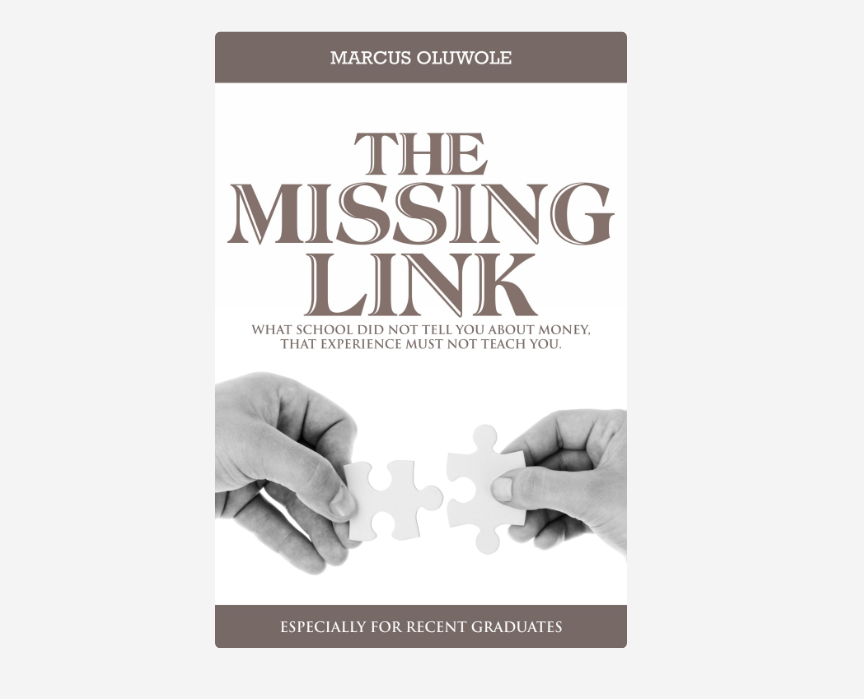 MARCUS OLUWOLE
THE
MISSING
LINK
WHAT SCHOOL DID NOT TELL YOU ABOUT MONEY,
THAT EXPERIENCE MUST NOT TEACH YOU.
ESPECIALLY FOR RECENT GRADUATES